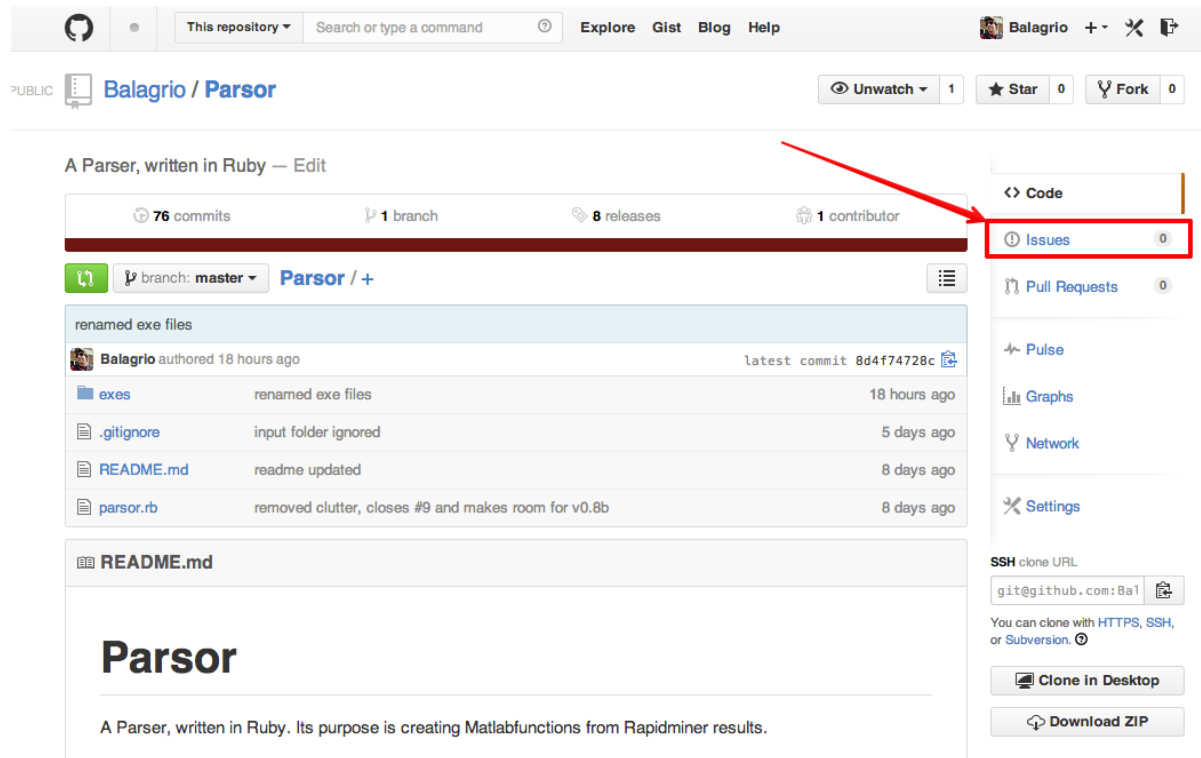 This repository Search or type a command Explore Gist Blog Help Balagrio
PUBLIC Balagrio / Parsor Unwatch 1 Star 0 Fork 0
A Parser, written in Ruby — Edit
76 commits 1 branch 8 releases 1 contributor
branch: master Parsor / +
renamed exe files
Balagrio authored 18 hours ago latest commit 8d4f74728c
exes renamed exe files 18 hours ago
.gitignore input folder ignored 5 days ago
README.md readme updated 8 days ago
parsor.rb removed clutter, closes #9 and makes room for v0.8b 8 days ago
README.md
Parsor
A Parser, written in Ruby. Its purpose is creating Matlabfunctions from Rapidminer results.
Code
Issues 0
Pull Requests 0
Pulse
Graphs
Network
Settings
SSH clone URL
git@github.com:Bal
You can clone with HTTPS, SSH,
or Subversion.
Clone in Desktop
Download ZIP